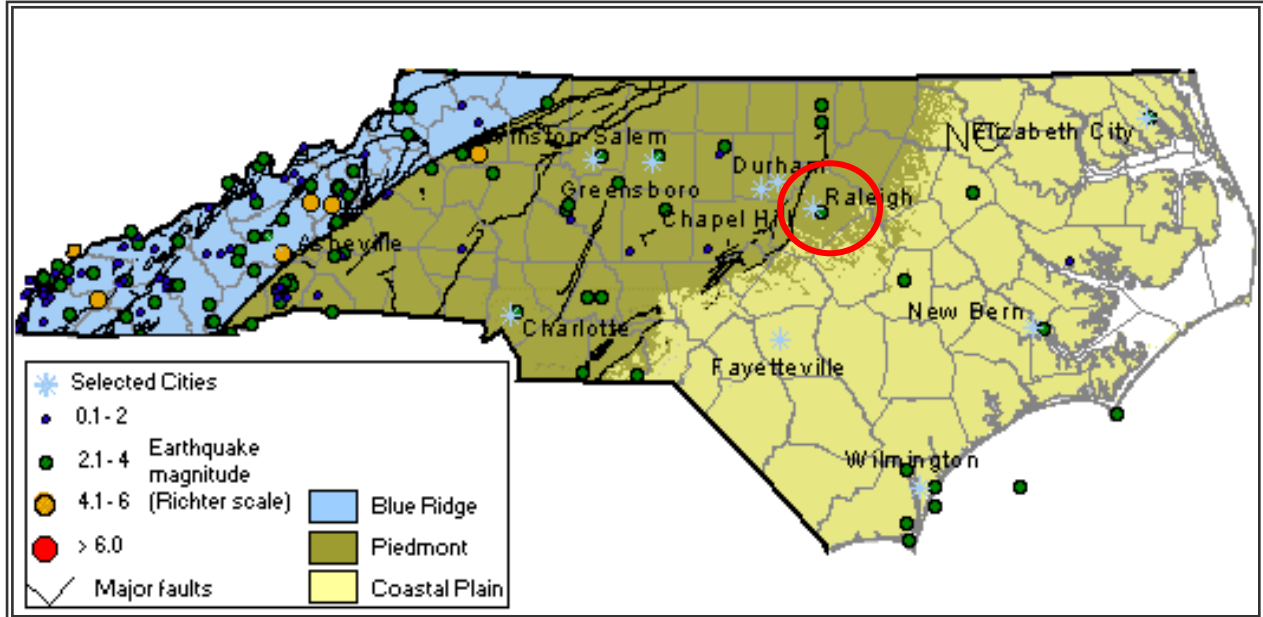 NC
Elizabeth City
Winston-Salem
Durham
Greensboro
Raleigh
Chapel Hill
Asheville
New Bern
Charlotte
Fayetteville
Wilmington
Selected Cities
0.1 - 2
2.1 - 4
Earthquake
magnitude
4.1 - 6 (Richter scale)
> 6.0
Major faults
Blue Ridge
Piedmont
Coastal Plain